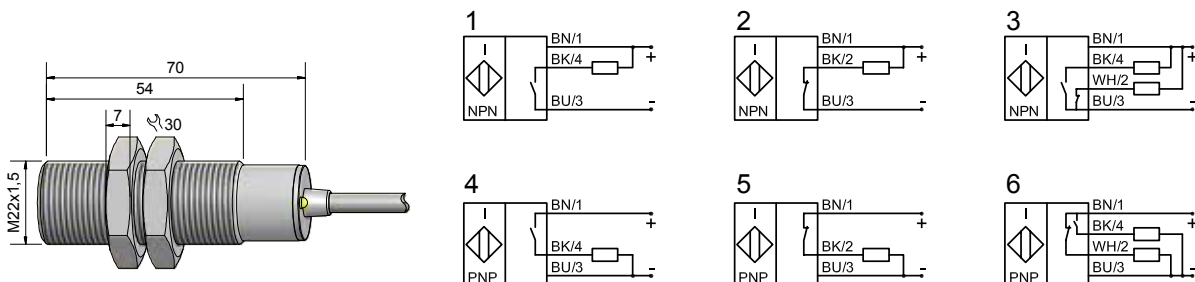 70
54
7
30
M22x1,5
1
BN/1
BK/4
BU/3
+
-
I
NPN
2
BN/1
BK/2
BU/3
+
-
I
NPN
3
BN/1
BK/4
WH/2
BU/3
+
-
I
NPN
4
BN/1
BK/4
BU/3
+
-
I
PNP
5
BN/1
BK/2
BU/3
+
-
I
PNP
6
BN/1
BK/4
WH/2
BU/3
+
-
I
PNP